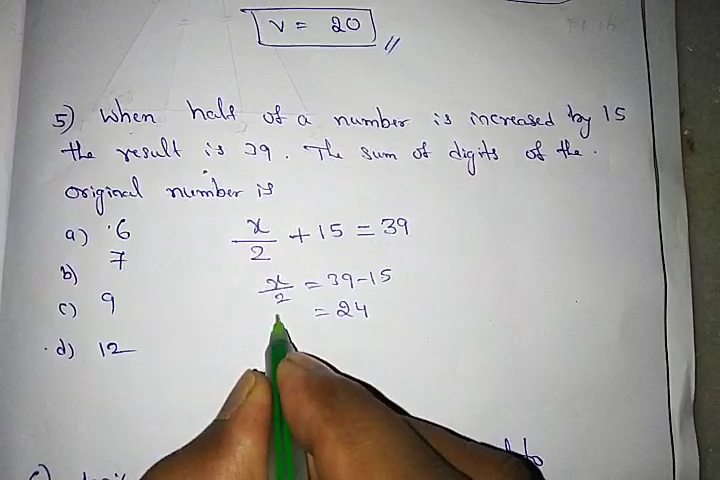 v = 20
5) When half of a number is increased by 15
the result is 39. The sum of digits of the
original number is
a) 6
b) 7
c) 9
d) 12
x/2 + 15 = 39
x/2 = 39-15
= 24